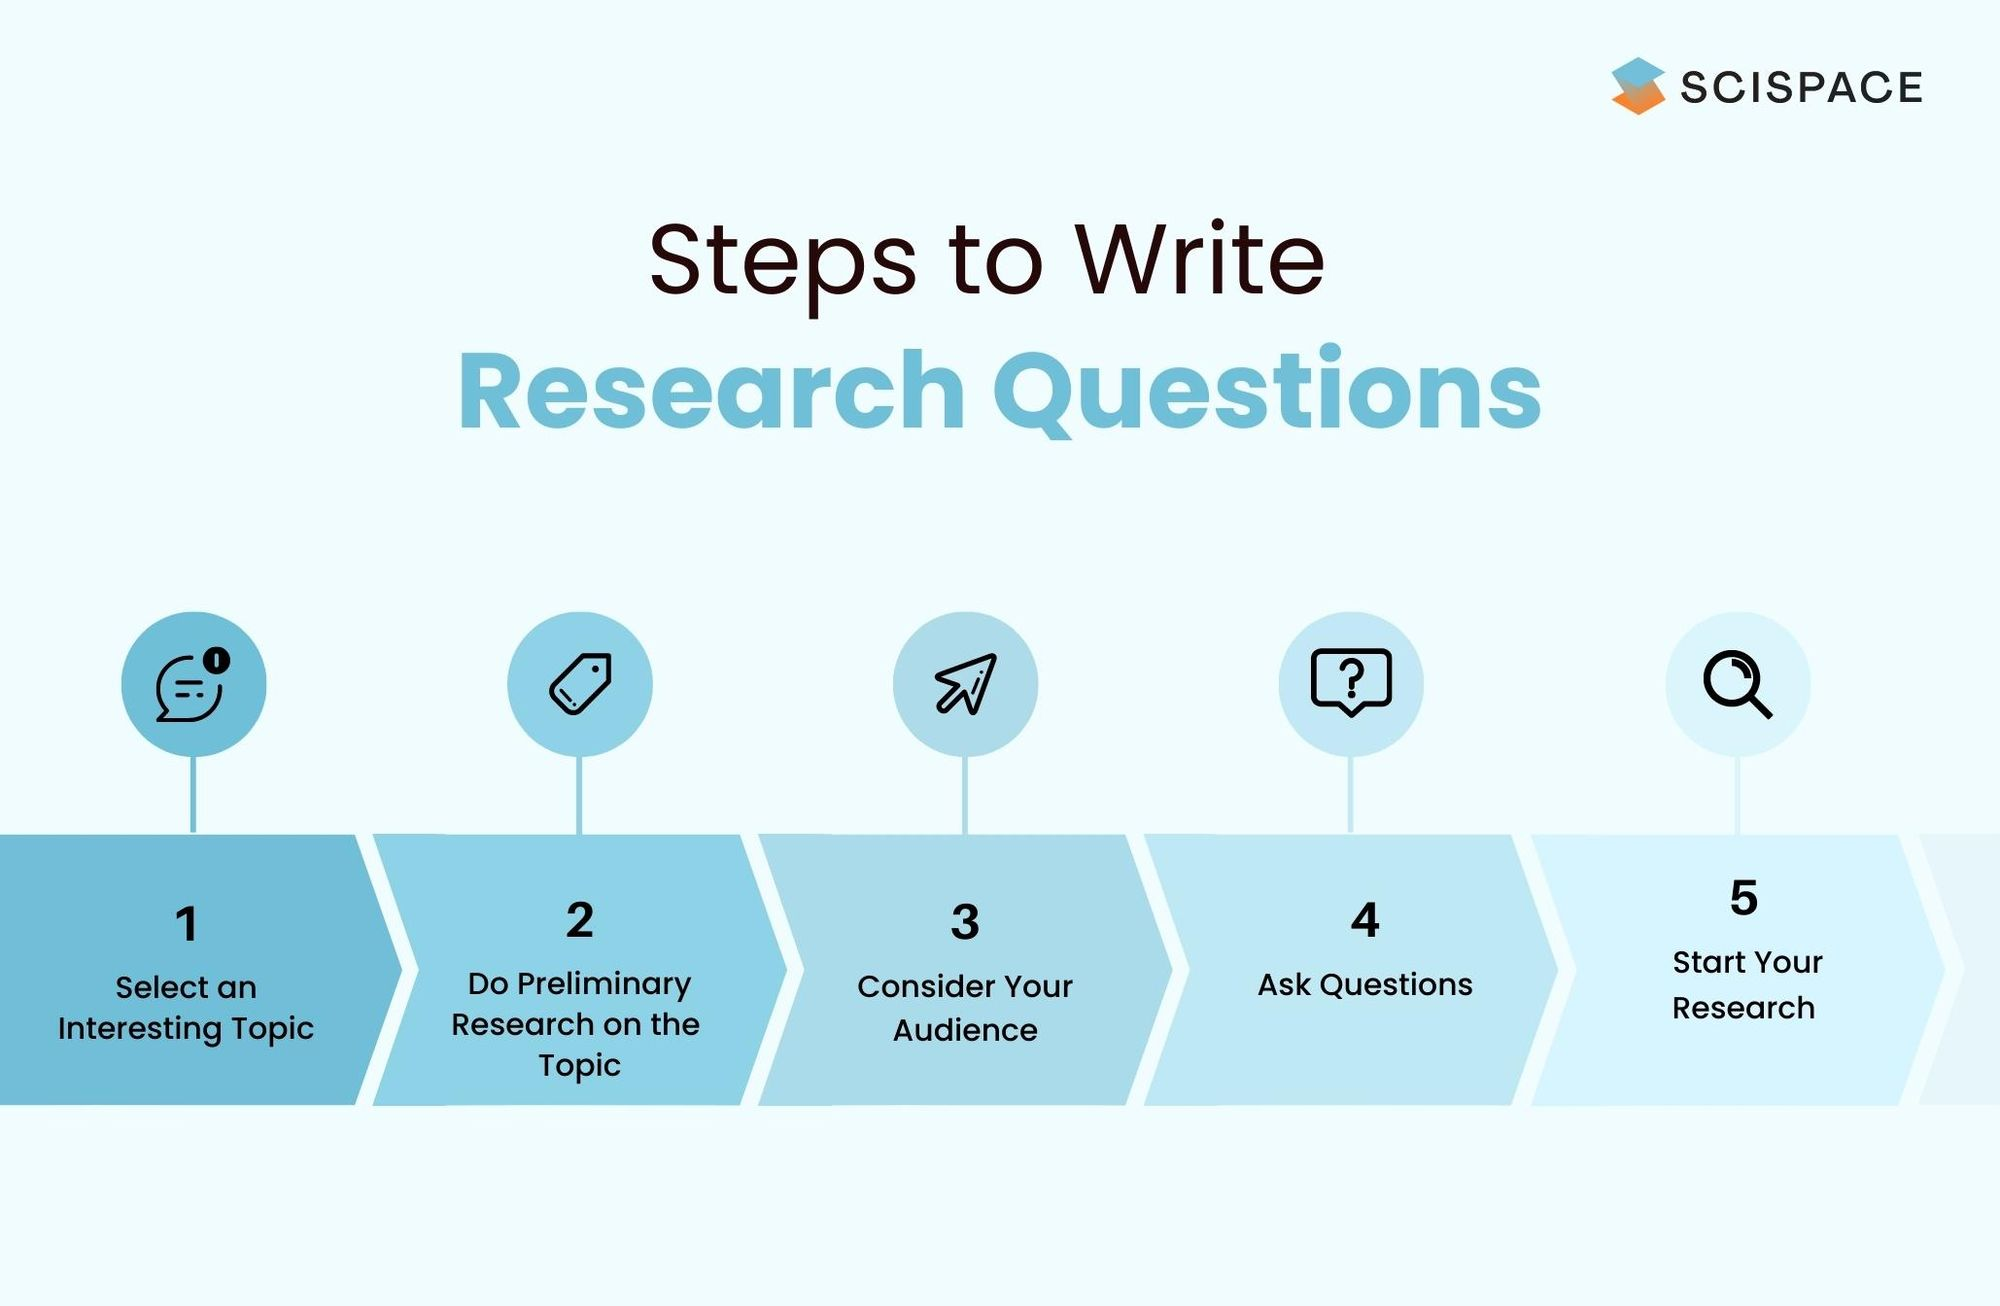 SCISPACE
Steps to Write
Research Questions
1
Select an
Interesting Topic
2
Do Preliminary
Research on the
Topic
3
Consider Your
Audience
4
Ask Questions
5
Start Your
Research